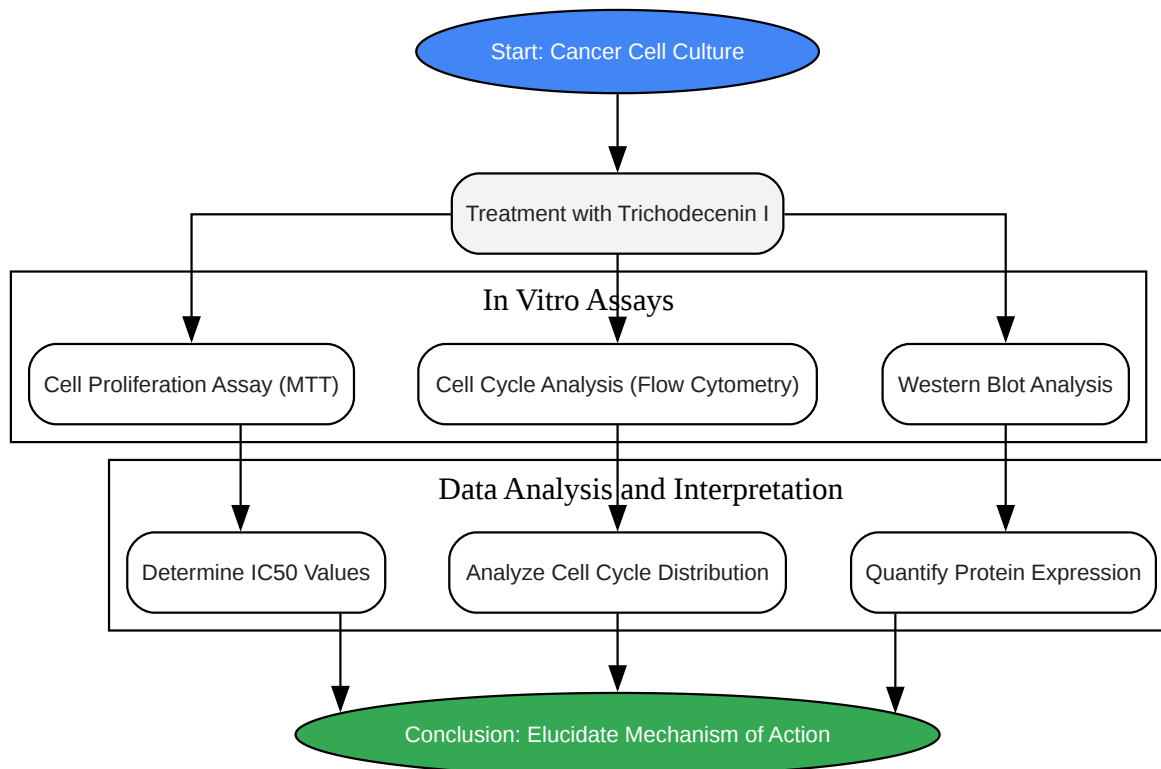 Start: Cancer Cell Culture
Treatment with Trichodecenin I
In Vitro Assays
Cell Proliferation Assay (MTT)
Cell Cycle Analysis (Flow Cytometry)
Western Blot Analysis
Data Analysis and Interpretation
Determine IC50 Values
Analyze Cell Cycle Distribution
Quantify Protein Expression
Conclusion: Elucidate Mechanism of Action